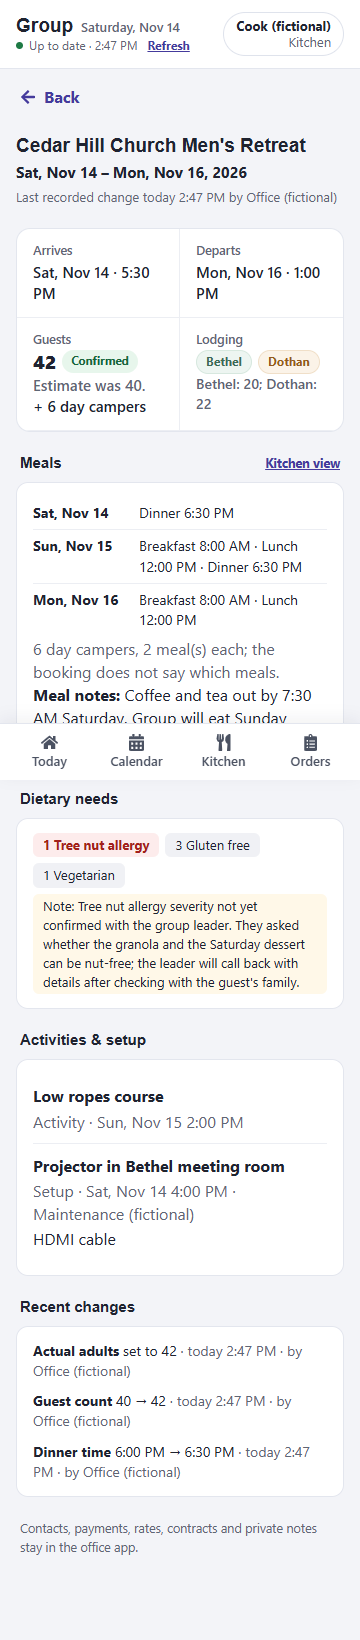 Group Saturday, Nov 14
Cook (fictional)
Kitchen
Up to date · 2:47 PM Refresh
← Back
Cedar Hill Church Men's Retreat
Sat, Nov 14 – Mon, Nov 16, 2026
Last recorded change today 2:47 PM by Office (fictional)
Arrives
Sat, Nov 14 · 5:30
PM
Departs
Mon, Nov 16 · 1:00
PM
Guests
42 Confirmed
Estimate was 40.
+ 6 day campers
Lodging
Bethel Dothan
Bethel: 20; Dothan:
22
Meals Kitchen view
Sat, Nov 14 Dinner 6:30 PM
Sun, Nov 15 Breakfast 8:00 AM · Lunch
12:00 PM · Dinner 6:30 PM
Mon, Nov 16 Breakfast 8:00 AM · Lunch
12:00 PM
6 day campers, 2 meal(s) each; the
booking does not say which meals.
Meal notes: Coffee and tea out by 7:30
AM Saturday. Group will eat Sunday
Today Calendar Kitchen Orders
Dietary needs
1 Tree nut allergy 3 Gluten free
1 Vegetarian
Note: Tree nut allergy severity not yet
confirmed with the group leader. They asked
whether the granola and the Saturday dessert
can be nut-free; the leader will call back with
details after checking with the guest's family.
Activities & setup
Low ropes course
Activity · Sun, Nov 15 2:00 PM
Projector in Bethel meeting room
Setup · Sat, Nov 14 4:00 PM ·
Maintenance (fictional)
HDMI cable
Recent changes
Actual adults set to 42 · today 2:47 PM · by
Office (fictional)
Guest count 40 → 42 · today 2:47 PM · by
Office (fictional)
Dinner time 6:00 PM → 6:30 PM · today 2:47
PM · by Office (fictional)
Contacts, payments, rates, contracts and private notes
stay in the office app.